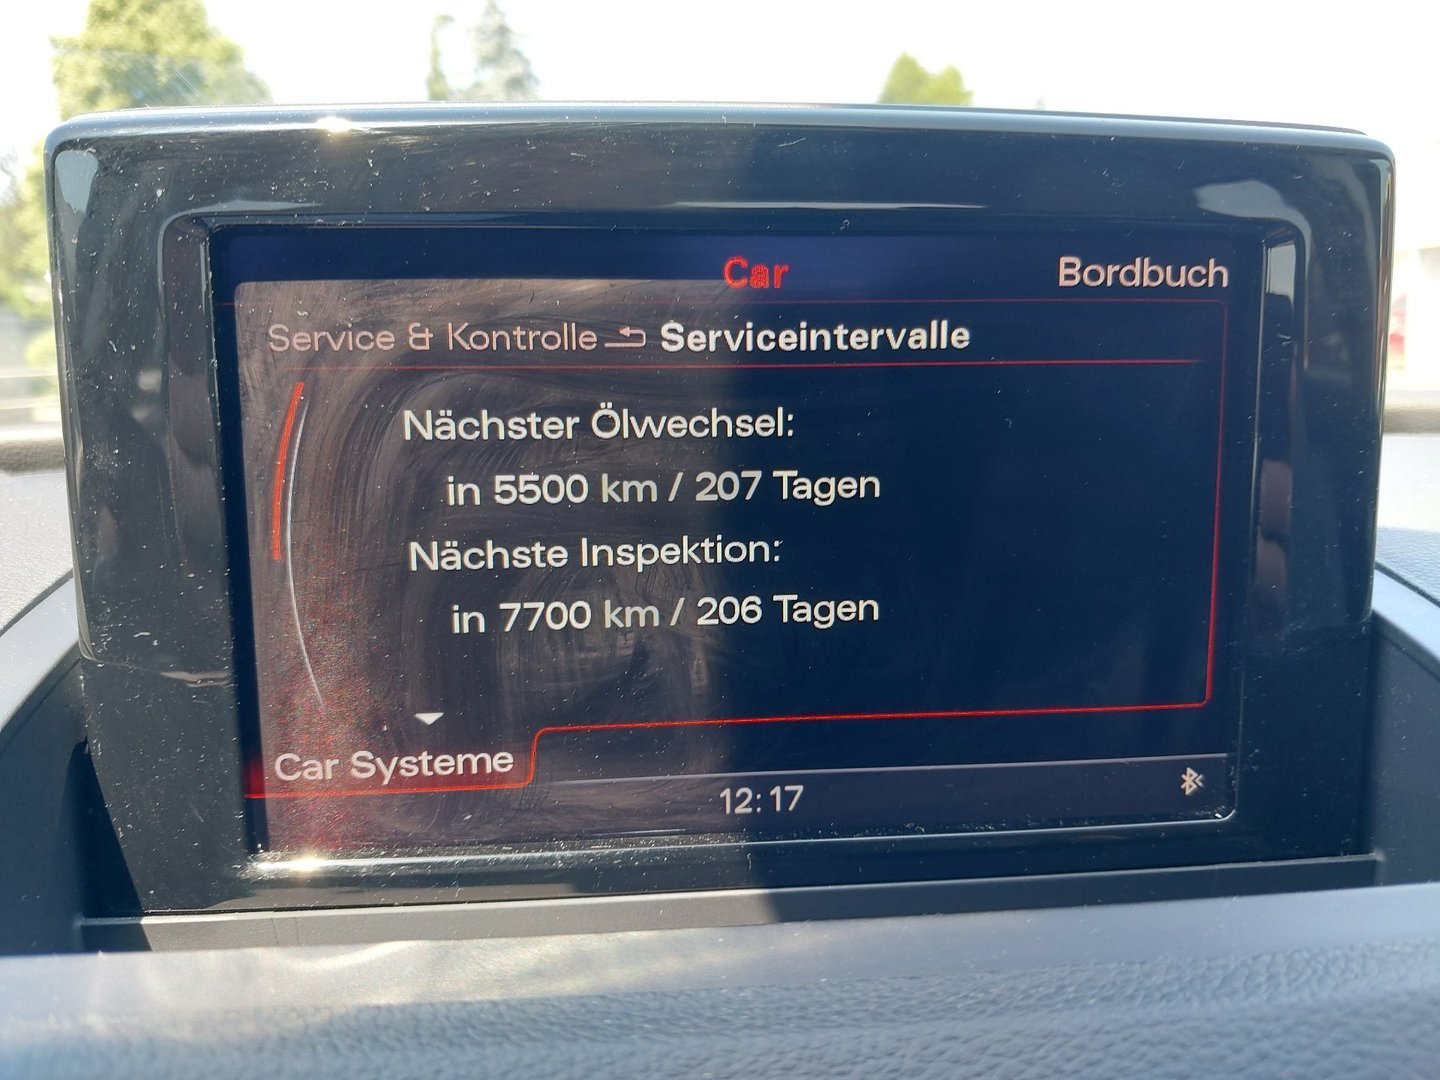 Car
Bordbuch
Service & Kontrolle Serviceintervalle
Nächster Ölwechsel:
in 5500 km / 207 Tagen
Nächste Inspektion:
in 7700 km / 206 Tagen
Car Systeme
12:17